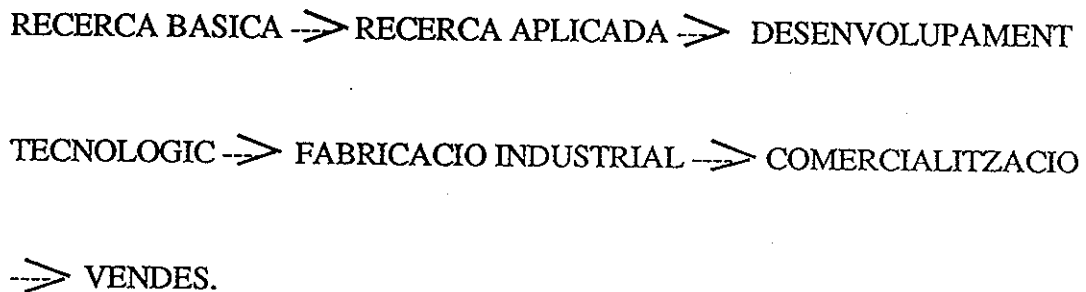 RECERCA BASICA --> RECERCA APLICADA --> DESENVOLUPAMENT
TECNOLOGIC --> FABRICACIO INDUSTRIAL --> COMERCIALITZACIO
--> VENDES.